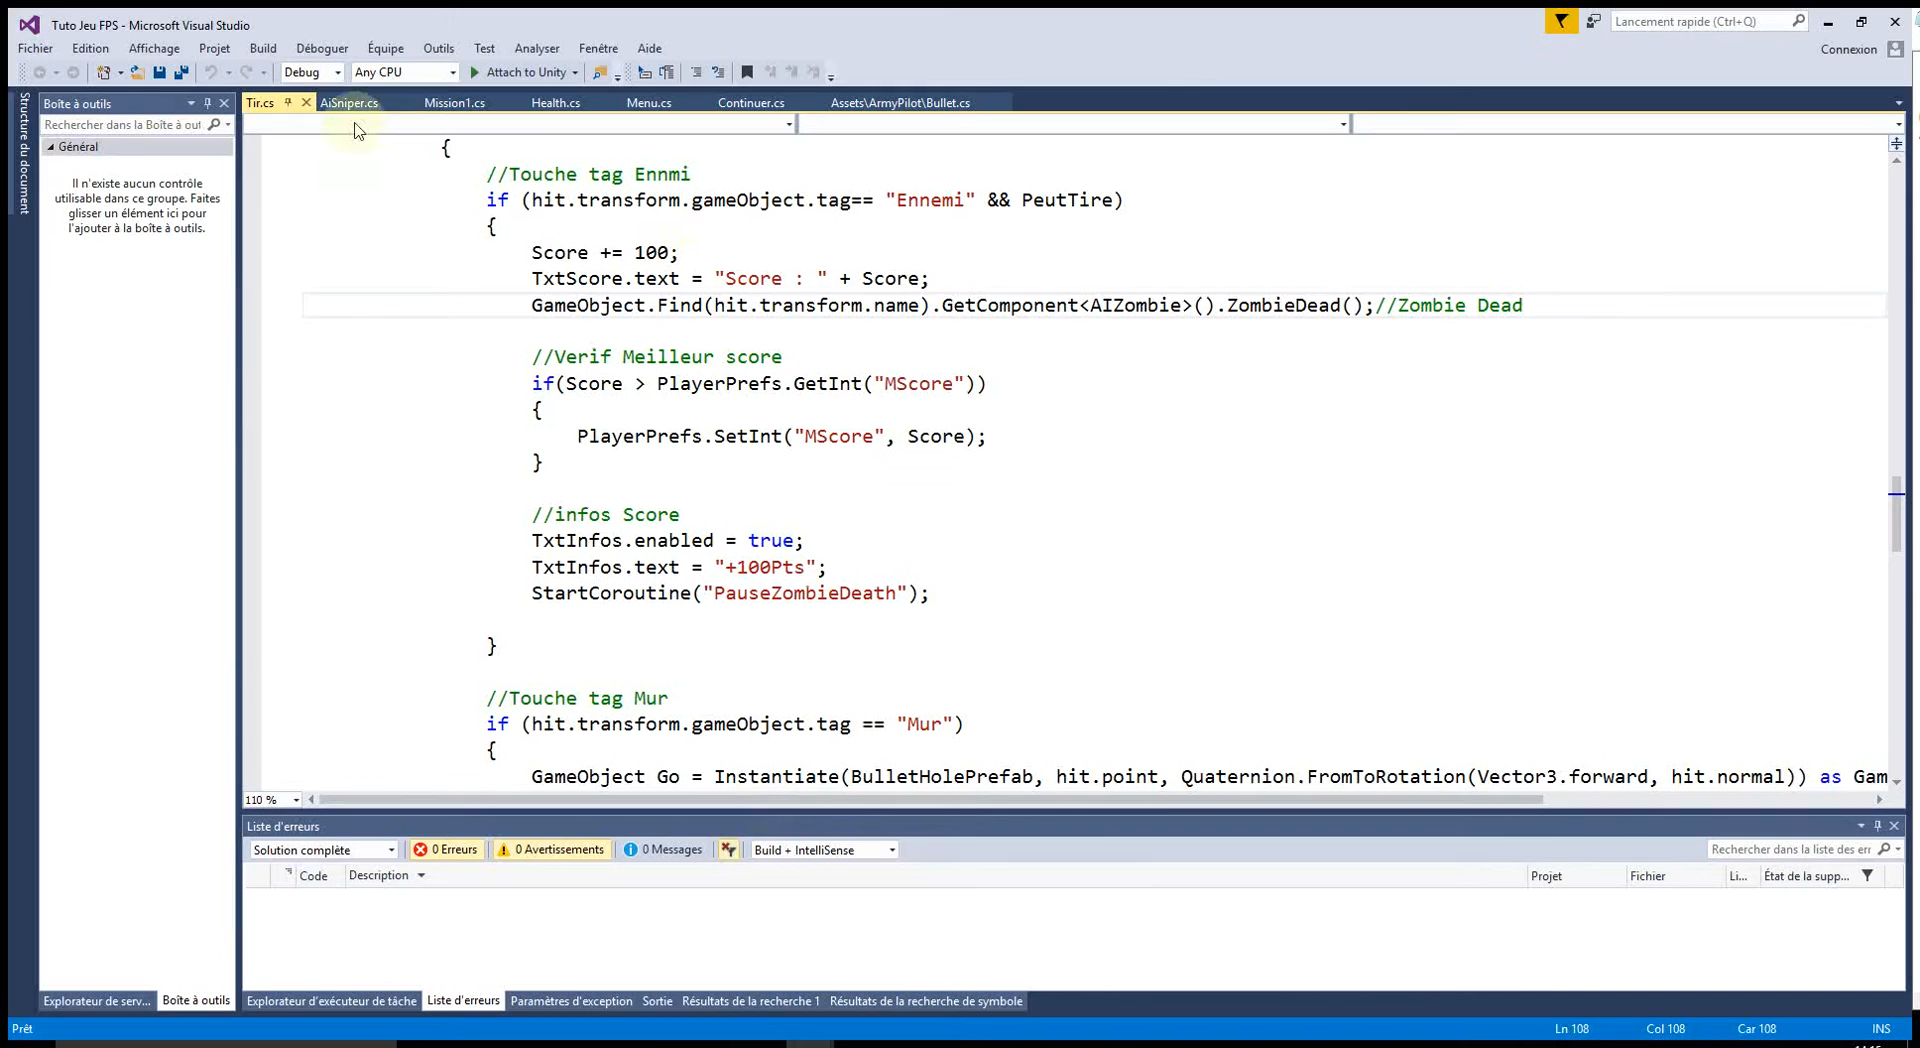 Tuto Jeu FPS - Microsoft Visual Studio
Lancement rapide (Ctrl+Q)
Fichier Edition Affichage Projet Build Déboguer Équipe Outils Test Analyser Fenêtre Aide
Connexion
Debug Any CPU Attach to Unity
Structure du document
Boîte à outils
Rechercher dans la Boîte à out
Général
Il n'existe aucun contrôle
utilisable dans ce groupe. Faites
glisser un élément ici pour
l'ajouter à la boîte à outils.
Tir.cs AiSniper.cs Mission1.cs Health.cs Menu.cs Continuer.cs Assets\ArmyPilot\Bullet.cs
{
//Touche tag Ennmi
if (hit.transform.gameObject.tag== "Ennemi" && PeutTire)
{
Score += 100;
TxtScore.text = "Score : " + Score;
GameObject.Find(hit.transform.name).GetComponent<AIZombie>().ZombieDead();//Zombie Dead
//Verif Meilleur score
if(Score > PlayerPrefs.GetInt("MScore"))
{
PlayerPrefs.SetInt("MScore", Score);
}
//infos Score
TxtInfos.enabled = true;
TxtInfos.text = "+100Pts";
StartCoroutine("PauseZombieDeath");
}
//Touche tag Mur
if (hit.transform.gameObject.tag == "Mur")
{
GameObject Go = Instantiate(BulletHolePrefab, hit.point, Quaternion.FromToRotation(Vector3.forward, hit.normal)) as Gam
110 %
Liste d'erreurs
Solution complète 0 Erreurs 0 Avertissements 0 Messages Build + IntelliSense
Rechercher dans la liste des err
Code Description Projet Fichier Li... État de la supp...
Explorateur de serv... Boîte à outils
Explorateur d'exécuteur de tâche Liste d'erreurs Paramètres d'exception Sortie Résultats de la recherche 1 Résultats de la recherche de symbole
Prêt Ln 108 Col 108 Car 108 INS